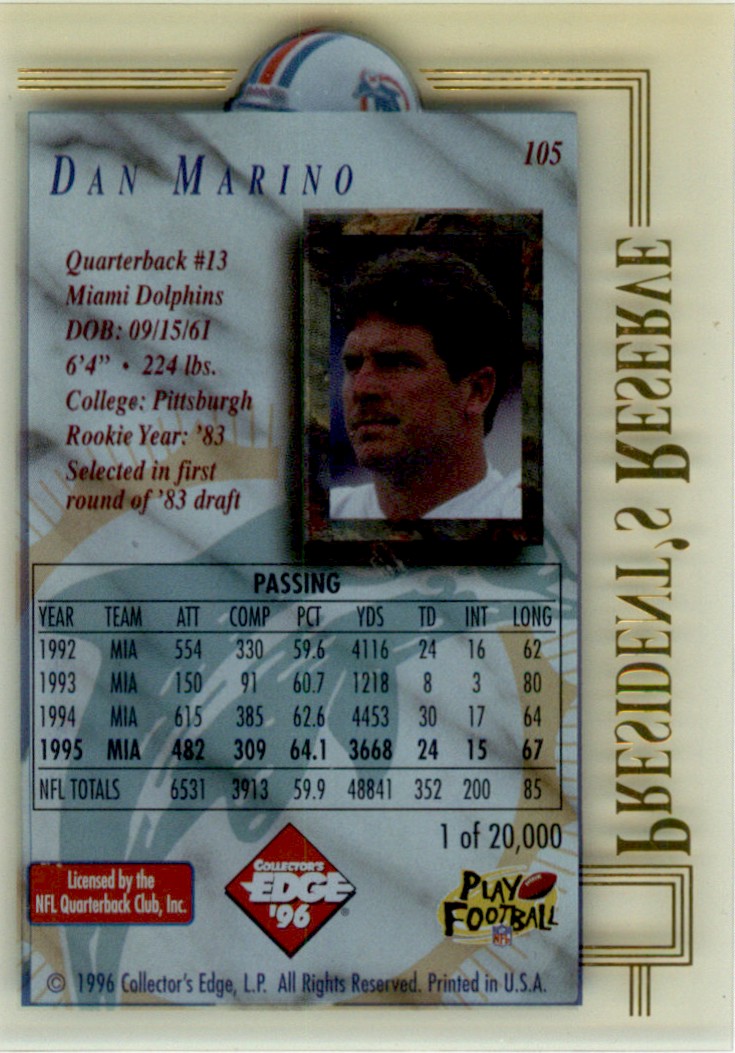 DAN MARINO
105
Quarterback #13
Miami Dolphins
DOB: 09/15/61
6'4" • 224 lbs.
College: Pittsburgh
Rookie Year: '83
Selected in first
round of '83 draft
PRESIDENT'S RESERVE
PASSING
YEAR TEAM ATT COMP PCT YDS TD INT LONG
1992 MIA 554 330 59.6 4116 24 16 62
1993 MIA 150 91 60.7 1218 8 3 80
1994 MIA 615 385 62.6 4453 30 17 64
1995 MIA 482 309 64.1 3668 24 15 67
NFL TOTALS 6531 3913 59.9 48841 352 200 85
1 of 20,000
Licensed by the
NFL Quarterback Club, Inc.
COLLECTOR'S
EDGE
'96
PLAY
FOOTBALL
NFL
© 1996 Collector's Edge, L.P. All Rights Reserved. Printed in U.S.A.